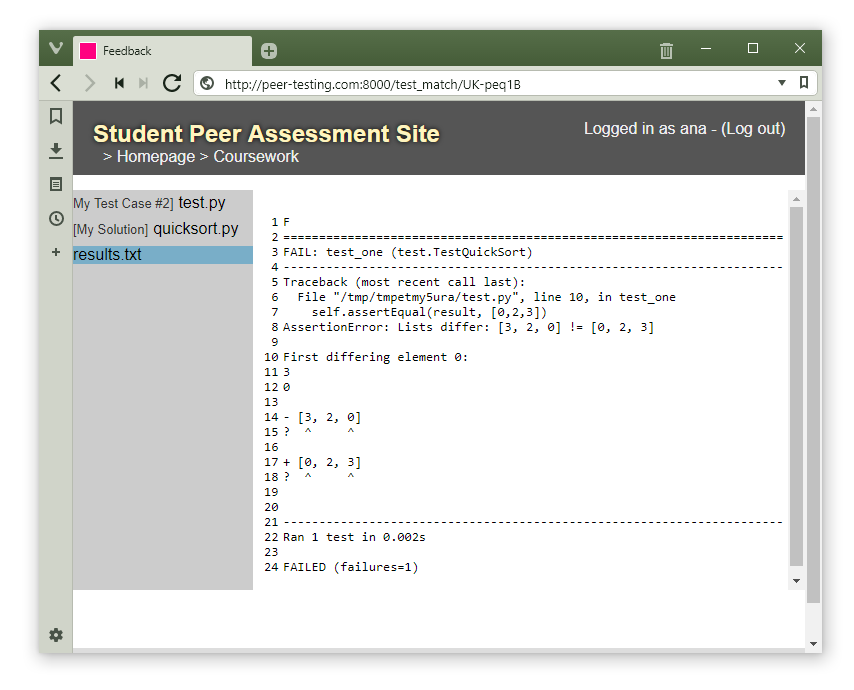 Feedback
http://peer-testing.com:8000/test_match/UK-peq1B
Student Peer Assessment Site
Logged in as ana - (Log out)
> Homepage > Coursework
My Test Case #2] test.py
[My Solution] quicksort.py
results.txt
1 F
2 ======================================================================
3 FAIL: test_one (test.TestQuickSort)
4 ----------------------------------------------------------------------
5 Traceback (most recent call last):
6   File "/tmp/tmpetmy5ura/test.py", line 10, in test_one
7     self.assertEqual(result, [0,2,3])
8 AssertionError: Lists differ: [3, 2, 0] != [0, 2, 3]
9
10 First differing element 0:
11 3
12 0
13
14 - [3, 2, 0]
15 ?  ^     ^
16
17 + [0, 2, 3]
18 ?  ^     ^
19
20
21 ----------------------------------------------------------------------
22 Ran 1 test in 0.002s
23
24 FAILED (failures=1)